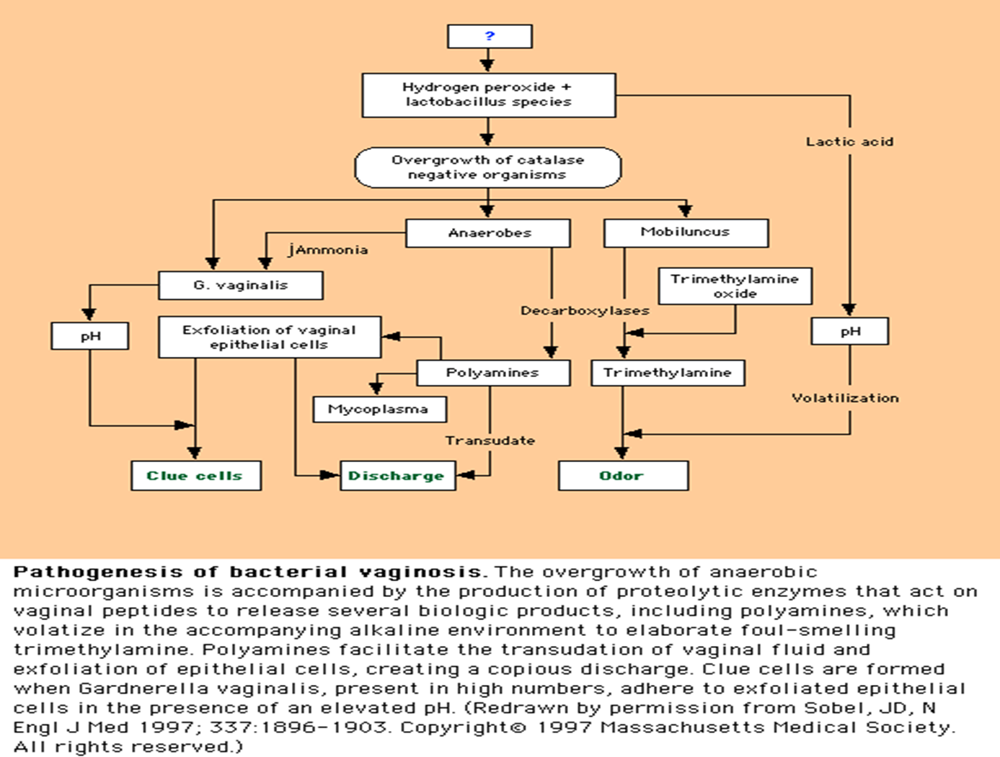 ?
Hydrogen peroxide +
lactobacillus species
Lactic acid
Overgrowth of catalase
negative organisms
Anaerobes
Mobiluncus
jAmmonia
G. vaginalis
Trimethylamine
oxide
Decarboxylases
pH
Exfoliation of vaginal
epithelial cells
pH
Polyamines
Trimethylamine
Mycoplasma
Volatilization
Transudate
Clue cells
Discharge
Odor
Pathogenesis of bacterial vaginosis. The overgrowth of anaerobic
microorganisms is accompanied by the production of proteolytic enzymes that act on
vaginal peptides to release several biologic products, including polyamines, which
volatize in the accompanying alkaline environment to elaborate foul-smelling
trimethylamine. Polyamines facilitate the transudation of vaginal fluid and
exfoliation of epithelial cells, creating a copious discharge. Clue cells are formed
when Gardnerella vaginalis, present in high numbers, adhere to exfoliated epithelial
cells in the presence of an elevated pH. (Redrawn by permission from Sobel, JD, N
Engl J Med 1997; 337:1896-1903. Copyright© 1997 Massachusetts Medical Society.
All rights reserved.)